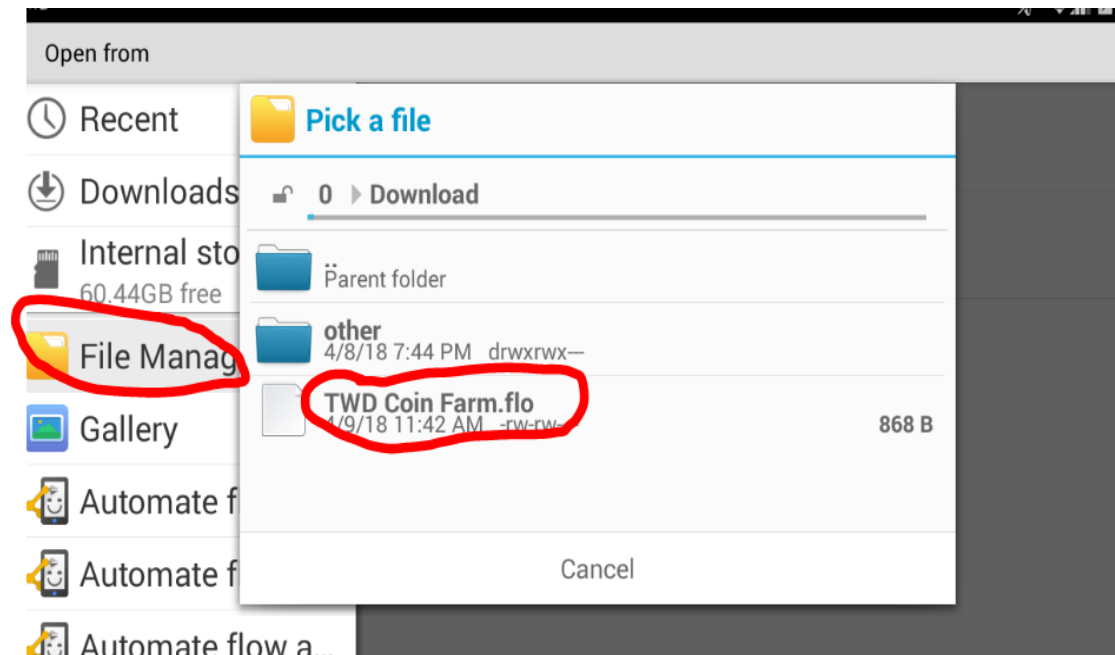 Open from
Recent
Downloads
Internal sto
60.44GB free
File Manag
Gallery
Automate f
Automate f
Automate flow a...
Pick a file
0 Download
..
Parent folder
other
4/8/18 7:44 PM drwxrwx---
TWD Coin Farm.flo
4/9/18 11:42 AM -rw-rw----
868 B
Cancel